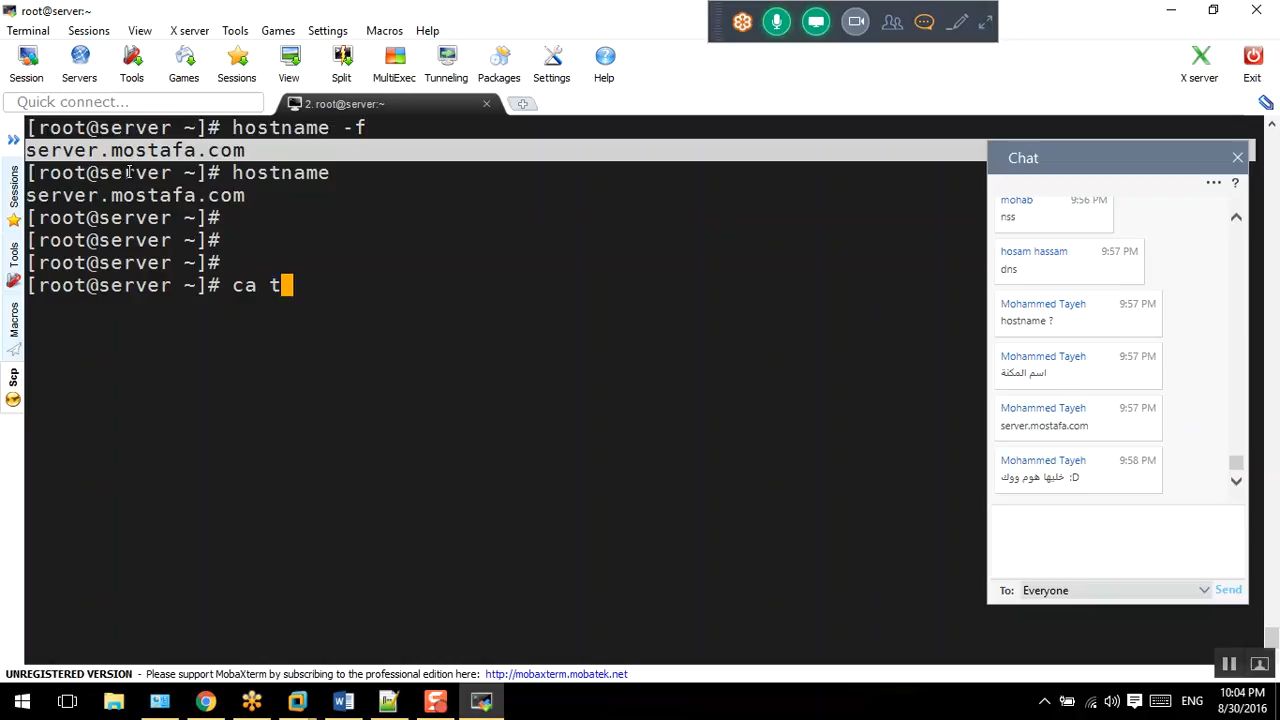 root@server:~
Terminal Sessions View X server Tools Games Settings Macros Help
Session Servers Tools Games Sessions View Split MultiExec Tunneling Packages Settings Help X server Exit
Quick connect...
2. root@server:~
[root@server ~]# hostname -f
server.mostafa.com
[root@server ~]# hostname
server.mostafa.com
[root@server ~]#
[root@server ~]#
[root@server ~]#
[root@server ~]# ca t
Sessions
Tools
Macros
Scp
Chat
mohab 9:56 PM
nss
hosam hassam 9:57 PM
dns
Mohammed Tayeh 9:57 PM
hostname ?
Mohammed Tayeh 9:57 PM
اسم المكنة
Mohammed Tayeh 9:57 PM
server.mostafa.com
Mohammed Tayeh 9:58 PM
خليها هوم ووك ;D
To: Everyone Send
UNREGISTERED VERSION - Please support MobaXterm by subscribing to the professional edition here: http://mobaxterm.mobatek.net
ENG
10:04 PM
8/30/2016